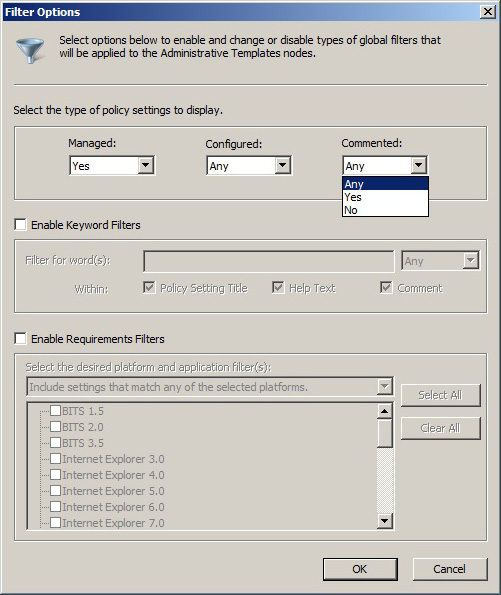 Filter Options
Select options below to enable and change or disable types of global filters that
will be applied to the Administrative Templates nodes.
Select the type of policy settings to display.
Managed: Configured: Commented:
Yes Any Any
Any
Yes
No
Enable Keyword Filters
Filter for word(s): Any
Within: Policy Setting Title Help Text Comment
Enable Requirements Filters
Select the desired platform and application filter(s):
Include settings that match any of the selected platforms. Select All
BITS 1.5
BITS 2.0 Clear All
BITS 3.5
Internet Explorer 3.0
Internet Explorer 4.0
Internet Explorer 5.0
Internet Explorer 6.0
Internet Explorer 7.0
OK Cancel